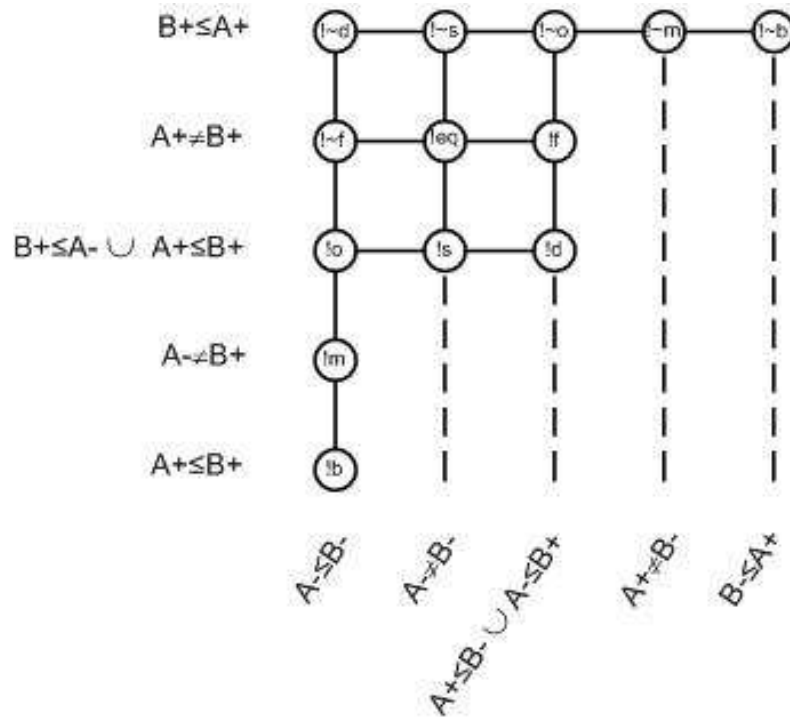 B+≤A+ !~d !~s !~o !~m !~b
A+≠B+ !~f !eq !f
B+≤A- ∪ A+≤B+ !o !s !d
A-≠B+ !m
A+≤B+ !b
A-≤B-
A-≠B-
A+≤B- ∪ A-≤B+
A+≠B-
B-≤A+